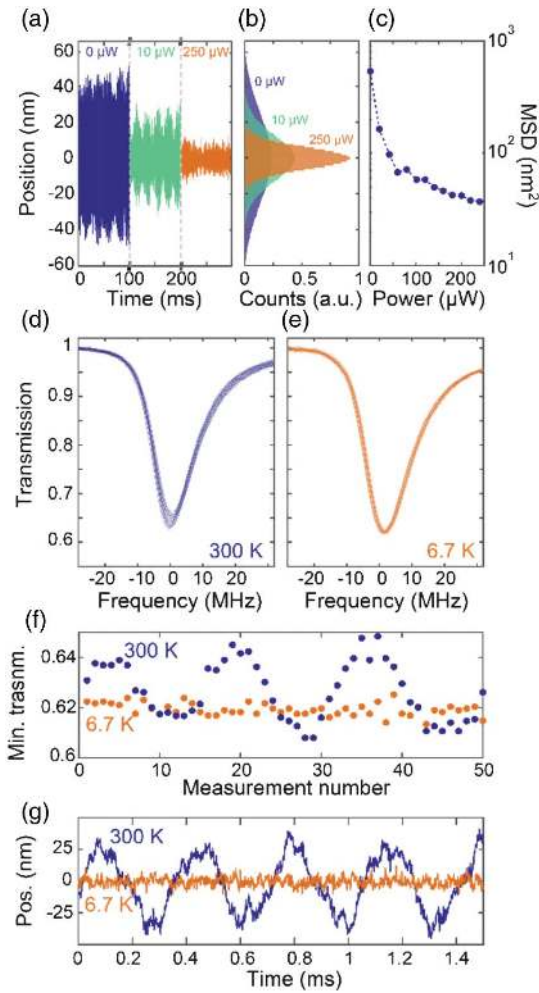 (a)
(b)
(c)
0 µW
10 µW
250 µW
60
40
20
0
-20
-40
-60
Position (nm)
0
100
200
Time (ms)
0 µW
10 µW
250 µW
0
0.5
1
Counts (a.u.)
0
100
200
Power (µW)
10³
10²
10¹
MSD (nm²)
(d)
(e)
1
0.9
0.8
0.7
0.6
Transmission
300 K
6.7 K
-20
-10
0
10
20
Frequency (MHz)
-20
-10
0
10
20
Frequency (MHz)
(f)
300 K
6.7 K
0.64
0.62
0.6
Min. trasnm.
0
10
20
30
40
50
Measurement number
(g)
300 K
6.7 K
25
0
-25
Pos. (nm)
0
0.2
0.4
0.6
0.8
1
1.2
1.4
Time (ms)